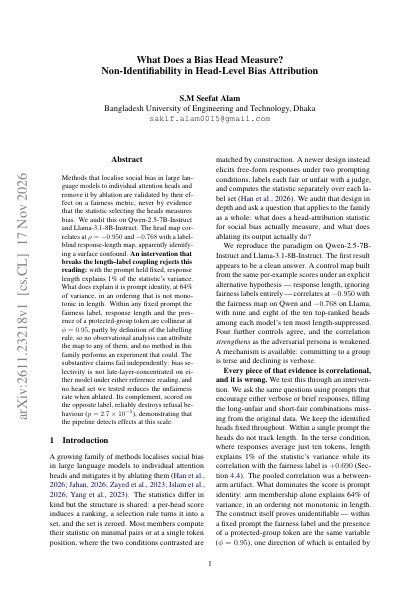 What Does a Bias Head Measure?
Non-Identifiability in Head-Level Bias Attribution
S.M Seefat Alam
Bangladesh University of Engineering and Technology, Dhaka
sakif.alam0015@gmail.com
arXiv:2611.23218v1 [cs.CL] 17 Nov 2026
Abstract
Methods that localise social bias in large lan-
guage models to individual attention heads and
remove it by ablation are validated by their ef-
fect on a fairness metric, never by evidence
that the statistic selecting the heads measures
bias. We audit this on Qwen-2.5-7B-Instruct
and Llama-3.1-8B-Instruct. The head map cor-
relates at ρ = −0.950 and −0.768 with a label-
blind response-length map, apparently identify-
ing a surface confound. An intervention that
breaks the length–label coupling rejects this
reading: with the prompt held fixed, response
length explains 1% of the statistic's variance.
What does explain it is prompt identity, at 64%
of variance, in an ordering that is not mono-
tonic in length. Within any fixed prompt the
fairness label, response length and the pres-
ence of a protected-group token are collinear at
ϕ = 0.95, partly by definition of the labelling
rule, so no observational analysis can attribute
the map to any of them, and no method in this
family performs an experiment that could. The
substantive claims fail independently: bias se-
lectivity is not late-layer-concentrated on ei-
ther model under either reference reading, and
no head set we tested reduces the unfairness
rate when ablated. Its complement, scored on
the opposite label, reliably destroys refusal be-
haviour (p = 2.7 × 10⁻⁵), demonstrating that
the pipeline detects effects at this scale.
1 Introduction
A growing family of methods localises social bias
in large language models to individual attention
heads and mitigates it by ablating them (Han et al.,
2026; Jahan, 2026; Zayed et al., 2023; Islam et al.,
2026; Yang et al., 2023). The statistics differ in
kind but the structure is shared: a per-head score
induces a ranking, a selection rule turns it into a
set, and the set is zeroed. Most members compute
their statistic on minimal pairs or at a single token
position, where the two conditions contrasted are
matched by construction. A newer design instead
elicits free-form responses under two prompting
conditions, labels each fair or unfair with a judge,
and computes the statistic separately over each la-
bel set (Han et al., 2026). We audit that design in
depth and ask a question that applies to the family
as a whole: what does a head-attribution statistic
for social bias actually measure, and what does
ablating its output actually do?
We reproduce the paradigm on Qwen-2.5-7B-
Instruct and Llama-3.1-8B-Instruct. The first result
appears to be a clean answer. A control map built
from the same per-example scores under an explicit
alternative hypothesis — response length, ignoring
fairness labels entirely — correlates at −0.950 with
the fairness map on Qwen and −0.768 on Llama,
with nine and eight of the ten top-ranked heads
among each model's ten most length-suppressed.
Four further controls agree, and the correlation
strengthens as the adversarial persona is weakened.
A mechanism is available: committing to a group
is terse and declining is verbose.
Every piece of that evidence is correlational,
and it is wrong. We test this through an interven-
tion. We ask the same questions using prompts that
encourage either verbose or brief responses, filling
the long-unfair and short-fair combinations miss-
ing from the original data. We keep the identified
heads fixed throughout. Within a single prompt the
heads do not track length. In the terse condition,
where responses average just ten tokens, length
explains 1% of the statistic's variance while its
correlation with the fairness label is +0.690 (Sec-
tion 4.4). The pooled correlation was a between-
arm artifact. What dominates the score is prompt
identity: arm membership alone explains 64% of
variance, in an ordering not monotonic in length.
The construct itself proves unidentifiable — within
a fixed prompt the fairness label and the presence
of a protected-group token are the same variable
(ϕ = 0.95), one direction of which is entailed by
1